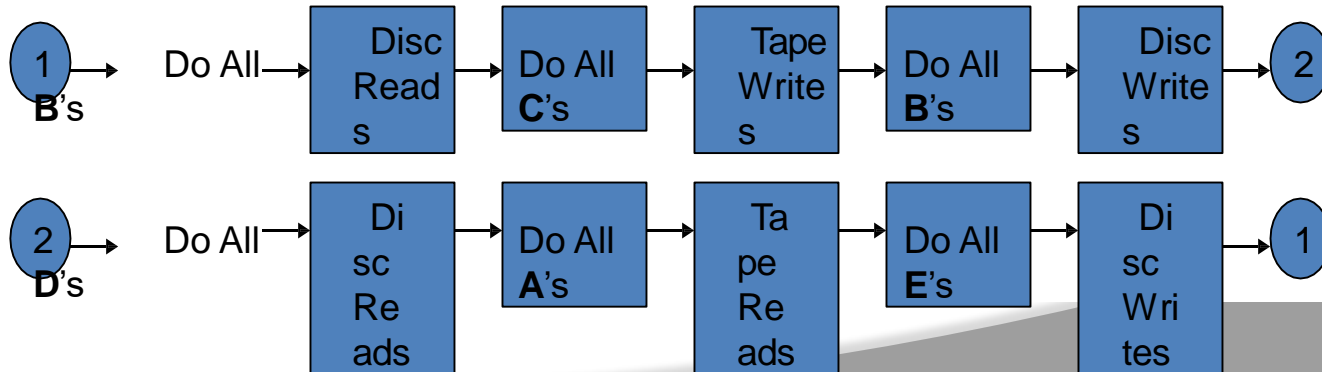 1
B's
Do All
Disc
Read
s
Do All
C's
Tape
Write
s
Do All
B's
Disc
Write
s
2
2
D's
Do All
Di
sc
Re
ads
Do All
A's
Ta
pe
Re
ads
Do All
E's
Di
sc
Wri
tes
1